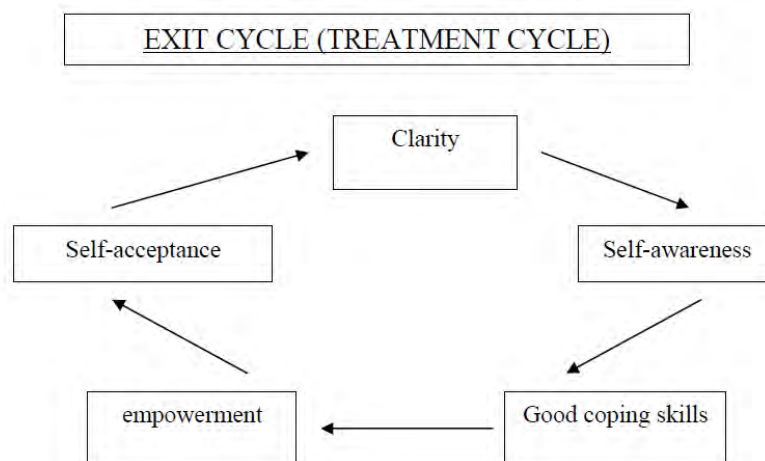 EXIT CYCLE (TREATMENT CYCLE)
Clarity
Self-acceptance
Self-awareness
empowerment
Good coping skills